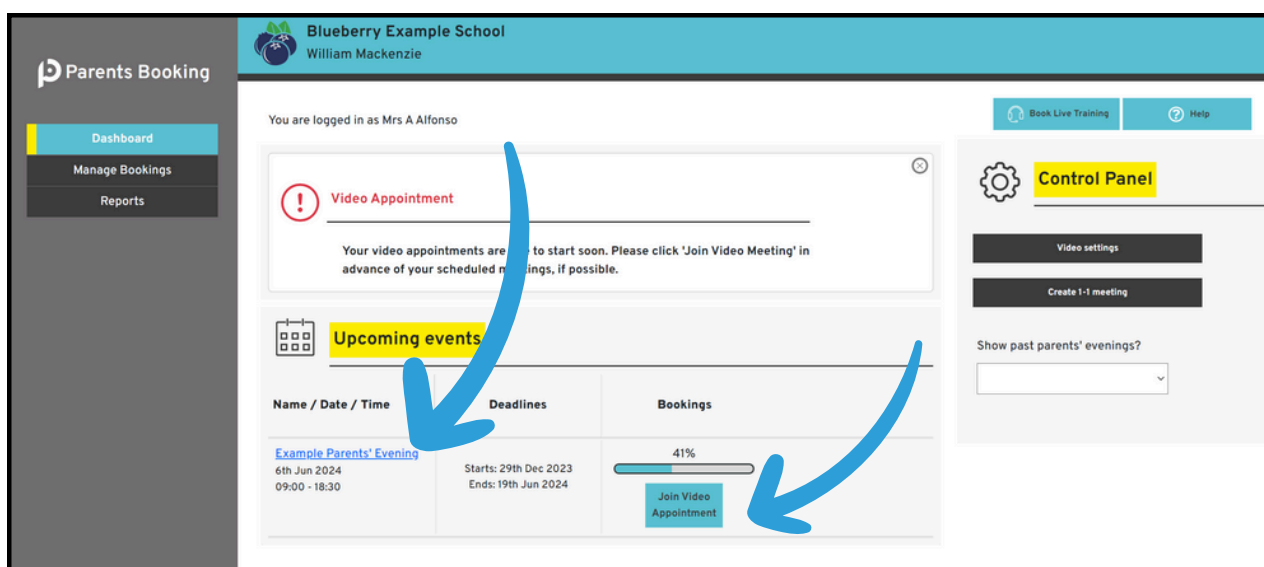 Blueberry Example School
William Mackenzie
Parents Booking
Dashboard
Manage Bookings
Reports
You are logged in as Mrs A Alfonso
Book Live Training
Help
Video Appointment
Your video appointments are to start soon. Please click 'Join Video Meeting' in
advance of your scheduled meetings, if possible.
Upcoming events
Name / Date / Time
Deadlines
Bookings
Example Parents' Evening
6th Jun 2024
09:00 - 18:30
Starts: 29th Dec 2023
Ends: 19th Jun 2024
41%
Join Video
Appointment
Control Panel
Video settings
Create 1-1 meeting
Show past parents' evenings?